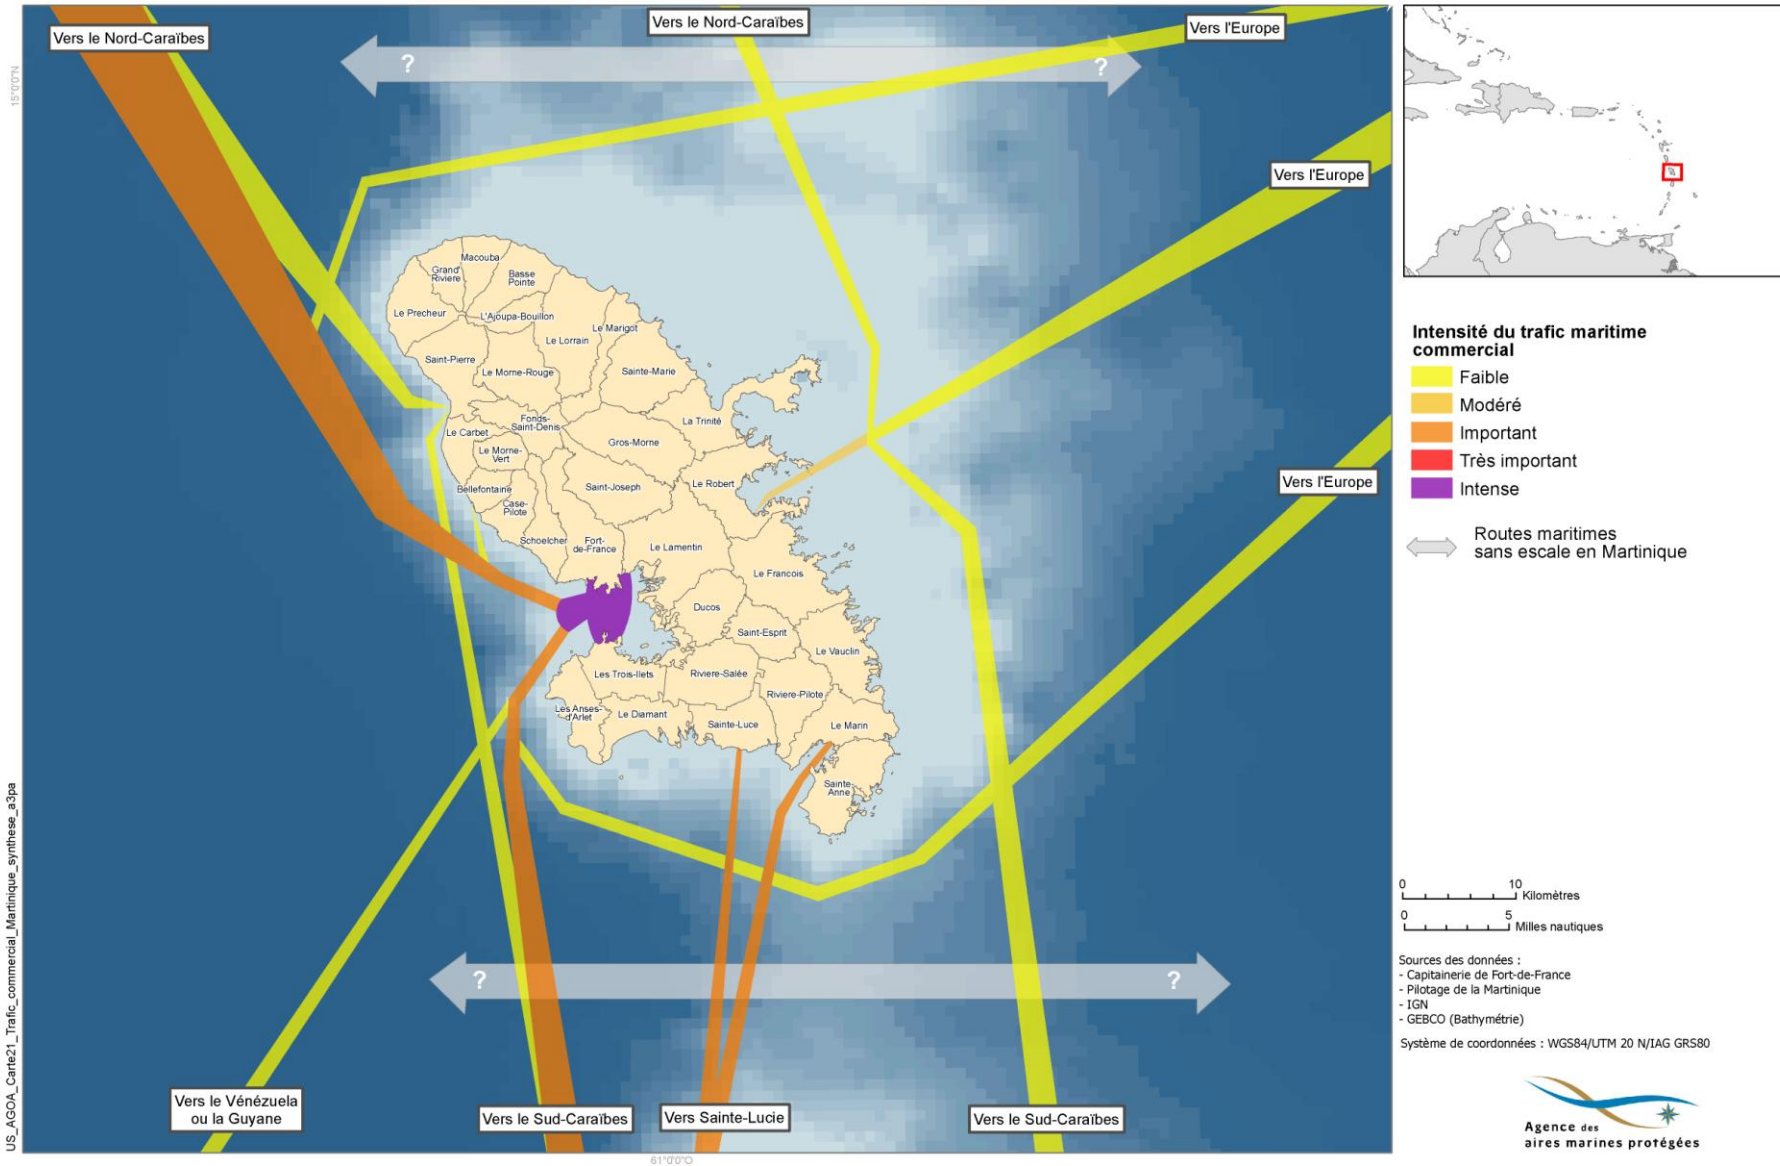 Vers le Nord-Caraïbes
Vers le Nord-Caraïbes
Vers l'Europe
?
?
15°0'0"N
Vers l'Europe
Macouba
Grand'
Riviere
Basse
Pointe
Le Precheur
L'Ajoupa-Bouillon
Le Marigot
Le Lorrain
Saint-Pierre
Le Morne-Rouge
Sainte-Marie
Fonds-
Saint-Denis
La Trinité
Le Carbet
Gros-Morne
Le Morne-
Vert
Bellefontaine
Saint-Joseph
Le Robert
Vers l'Europe
Case-
Pilote
Schoelcher
Fort-
de-France
Le Lamentin
Le Francois
Ducos
Saint-Esprit
Le Vauclin
Les Trois-Ilets
Riviere-Salée
Riviere-Pilote
Les Anses-
d'Arlet
Le Diamant
Sainte-Luce
Le Marin
Sainte-
Anne
?
?
Vers le Vénézuela
ou la Guyane
Vers le Sud-Caraïbes
Vers Sainte-Lucie
Vers le Sud-Caraïbes
61°0'0"O
US_AGOA_Carte21_Trafic_commercial_Martinique_synthese_a3pa
Intensité du trafic maritime
commercial
Faible
Modéré
Important
Très important
Intense
Routes maritimes
sans escale en Martinique
0 10
Kilomètres
0 5
Milles nautiques
Sources des données :
- Capitainerie de Fort-de-France
- Pilotage de la Martinique
- IGN
- GEBCO (Bathymétrie)
Système de coordonnées : WGS84/UTM 20 N/IAG GRS80
Agence des
aires marines protégées